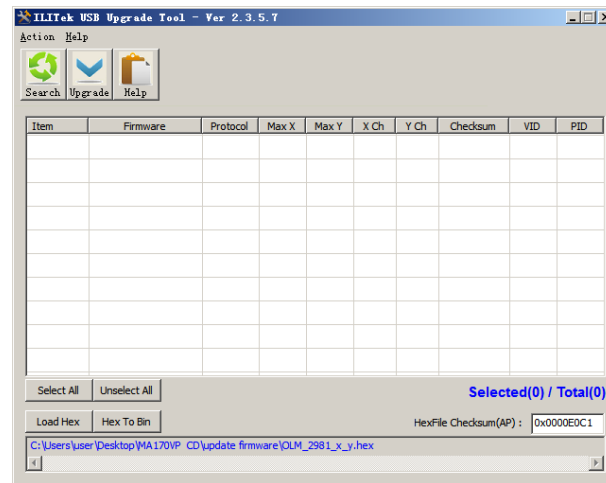 ILITek USB Upgrade Tool - Ver 2.3.5.7
Action Help
Search Upgrade Help
Item Firmware Protocol Max X Max Y X Ch Y Ch Checksum VID PID
Select All Unselect All Selected(0) / Total(0)
Load Hex Hex To Bin HexFile Checksum(AP) : 0x0000E0C1
C:\Users\user\Desktop\MA170VP CD\update firmware\OLM_2981_x_y.hex